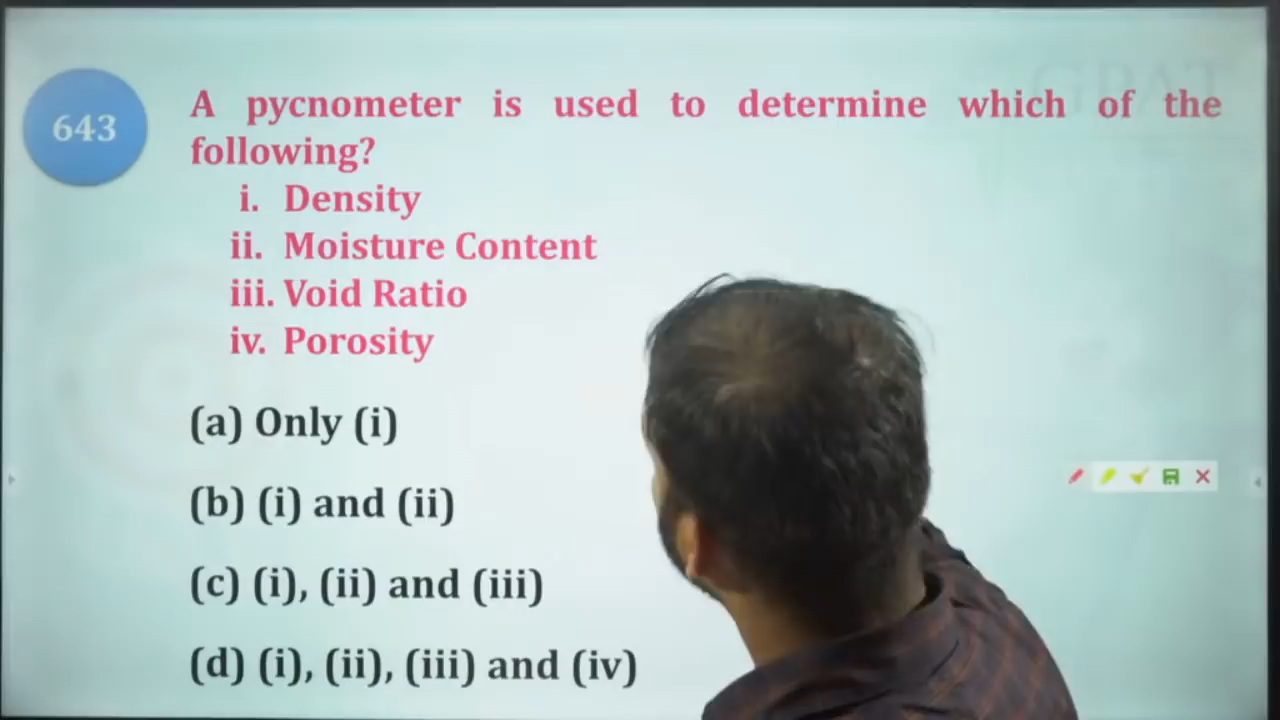 643
A pycnometer is used to determine which of the
following?
i. Density
ii. Moisture Content
iii. Void Ratio
iv. Porosity
(a) Only (i)
(b) (i) and (ii)
(c) (i), (ii) and (iii)
(d) (i), (ii), (iii) and (iv)